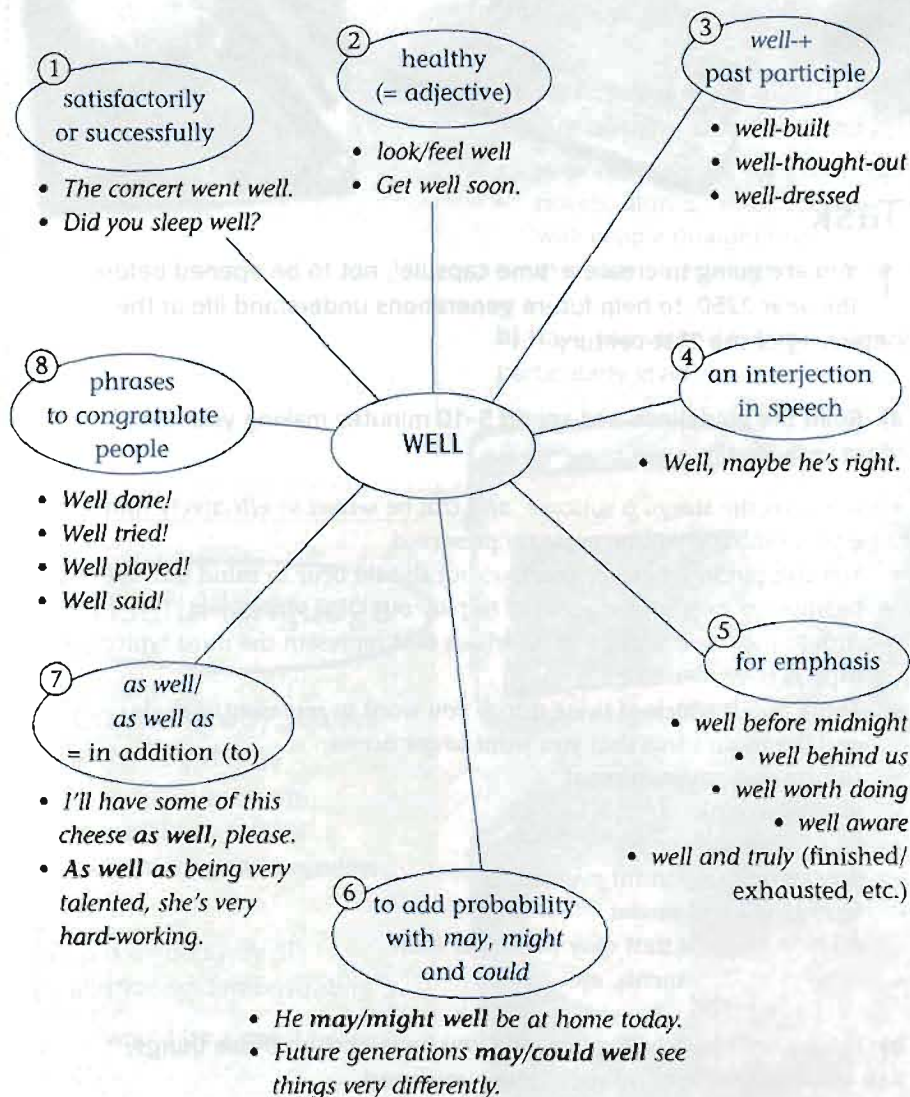 1
satisfactorily
or successfully
• The concert went well.
• Did you sleep well?
2
healthy
(= adjective)
• look/feel well
• Get well soon.
3
well-+
past participle
• well-built
• well-thought-out
• well-dressed
WELL
4
an interjection
in speech
• Well, maybe he's right.
5
for emphasis
• well before midnight
• well behind us
• well worth doing
• well aware
• well and truly (finished/
exhausted, etc.)
6
to add probability
with may, might
and could
• He may/might well be at home today.
• Future generations may/could well see
things very differently.
7
as well/
as well as
= in addition (to)
• I'll have some of this
cheese as well, please.
• As well as being very
talented, she's very
hard-working.
8
phrases
to congratulate
people
• Well done!
• Well tried!
• Well played!
• Well said!